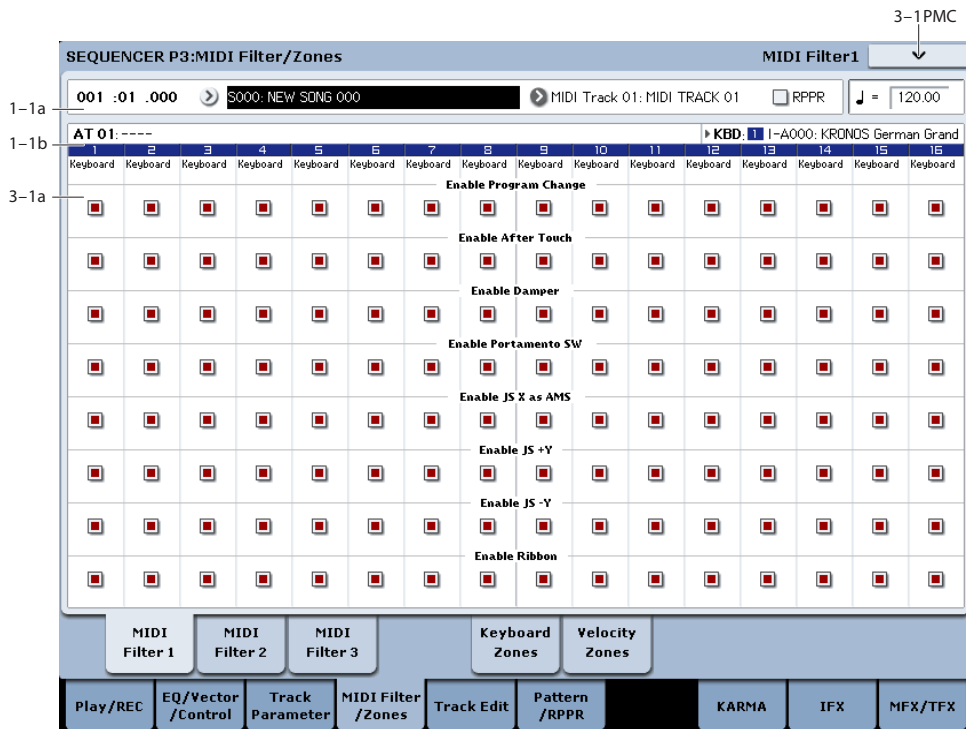 3–1PMC
SEQUENCER P3:MIDI Filter/Zones
MIDI Filter1
1–1a
001 :01 .000
S000: NEW SONG 000
MIDI Track 01: MIDI TRACK 01
RPPR
♩ = 120.00
1–1b
AT 01:----
KBD: 1 I-A000: KRONOS German Grand
1 2 3 4 5 6 7 8 9 10 11 12 13 14 15 16
Keyboard Keyboard Keyboard Keyboard Keyboard Keyboard Keyboard Keyboard Keyboard Keyboard Keyboard Keyboard Keyboard Keyboard Keyboard Keyboard
3–1a
Enable Program Change
Enable After Touch
Enable Damper
Enable Portamento SW
Enable JS X as AMS
Enable JS +Y
Enable JS -Y
Enable Ribbon
MIDI Filter 1
MIDI Filter 2
MIDI Filter 3
Keyboard Zones
Velocity Zones
Play/REC
EQ/Vector /Control
Track Parameter
MIDI Filter /Zones
Track Edit
Pattern /RPPR
KARMA
IFX
MFX/TFX